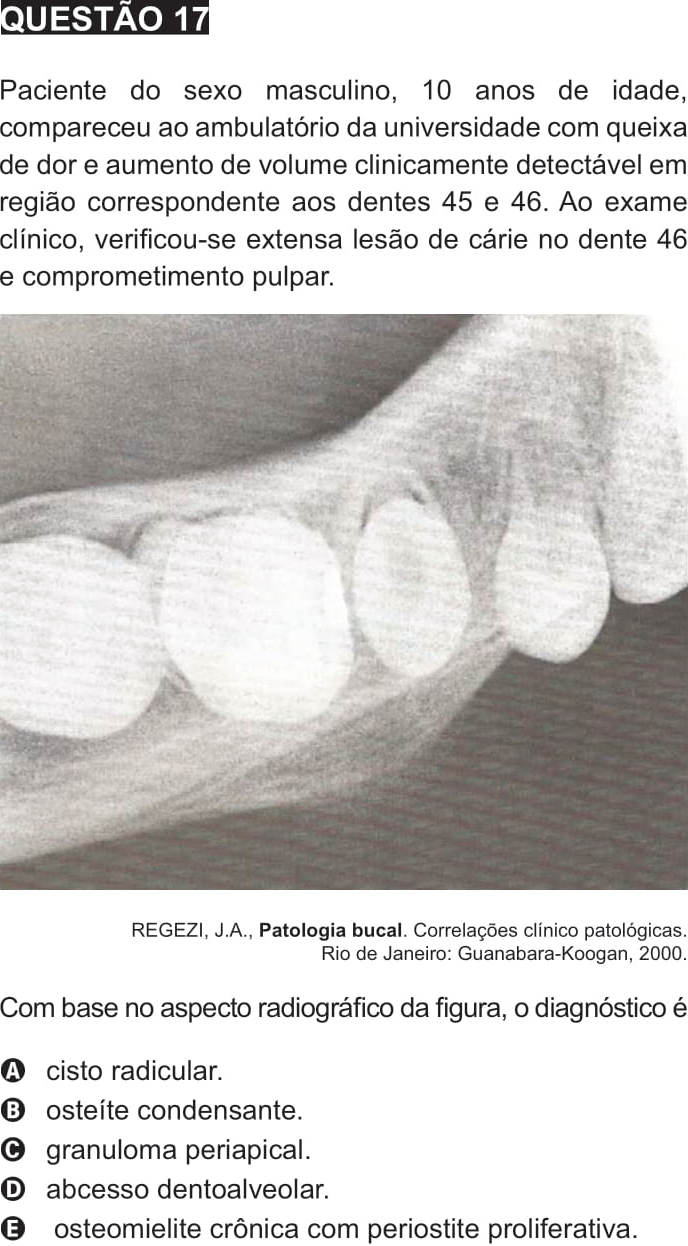 QUESTÃO 17
Paciente do sexo masculino, 10 anos de idade,
compareceu ao ambulatório da universidade com queixa
de dor e aumento de volume clinicamente detectável em
região correspondente aos dentes 45 e 46. Ao exame
clínico, verificou-se extensa lesão de cárie no dente 46
e comprometimento pulpar.
REGEZI, J.A., Patologia bucal. Correlações clínico patológicas.
Rio de Janeiro: Guanabara-Koogan, 2000.
Com base no aspecto radiográfico da figura, o diagnóstico é
A cisto radicular.
B osteíte condensante.
C granuloma periapical.
D abcesso dentoalveolar.
E osteomielite crônica com periostite proliferativa.